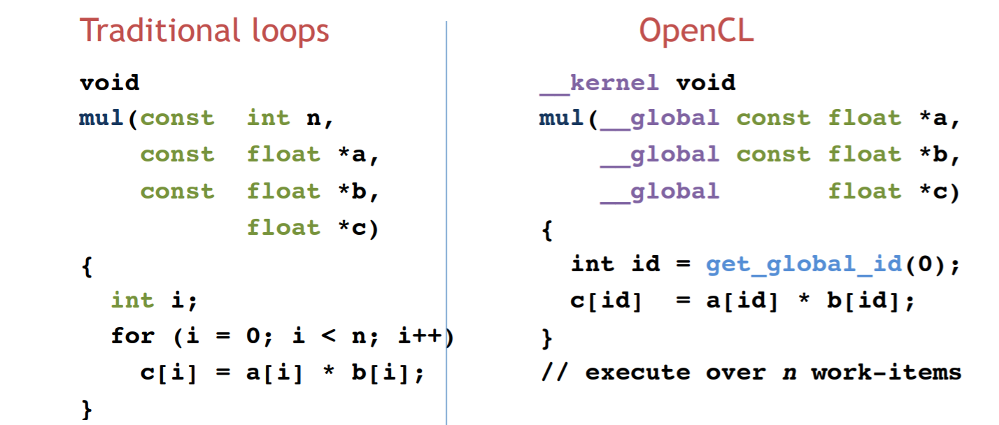 Traditional loops
void
mul(const  int n,
    const  float *a,
    const  float *b,
           float *c)
{
  int i;
  for (i = 0; i < n; i++)
    c[i] = a[i] * b[i];
}
OpenCL
__kernel void
mul(__global const float *a,
    __global const float *b,
    __global       float *c)
{
  int id = get_global_id(0);
  c[id]  = a[id] * b[id];
}
// execute over n work-items